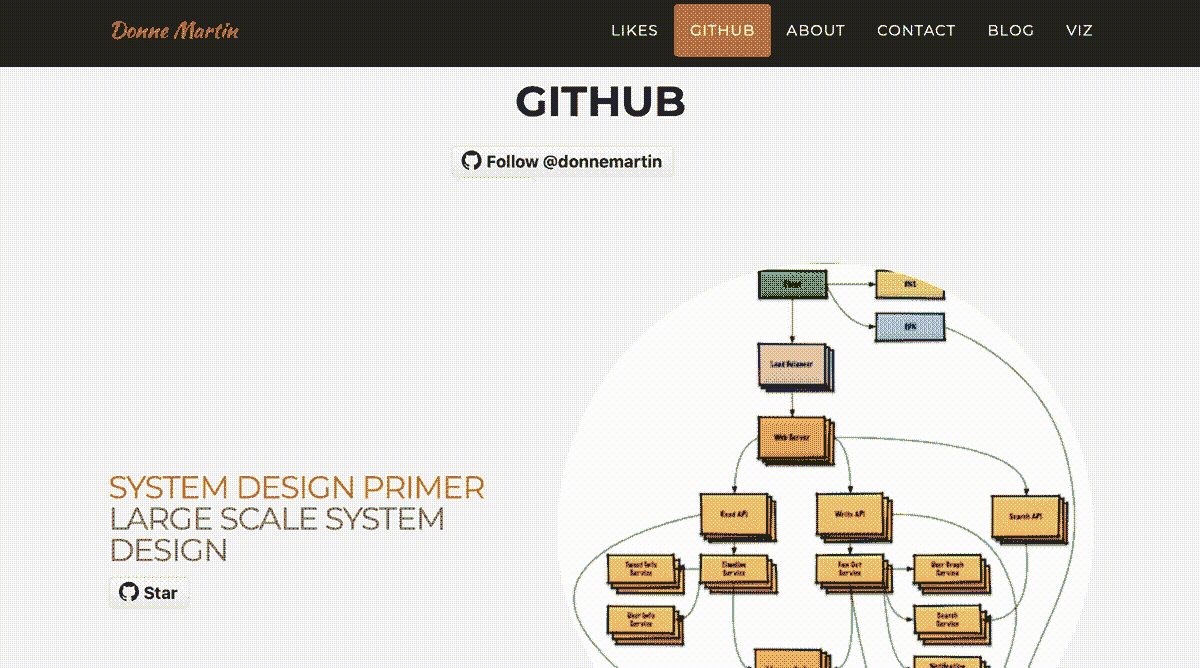 Donne Martin
LIKES GITHUB ABOUT CONTACT BLOG VIZ
GITHUB
Follow @donnemartin
SYSTEM DESIGN PRIMER
LARGE SCALE SYSTEM
DESIGN
Star
Client
DNS
CDN
Load Balancer
Web Server
Read API
Write API
Search API
Tweet Info
Service
Timeline
Service
Fan Out
Service
User Graph
Service
User Info
Service
Search
Service